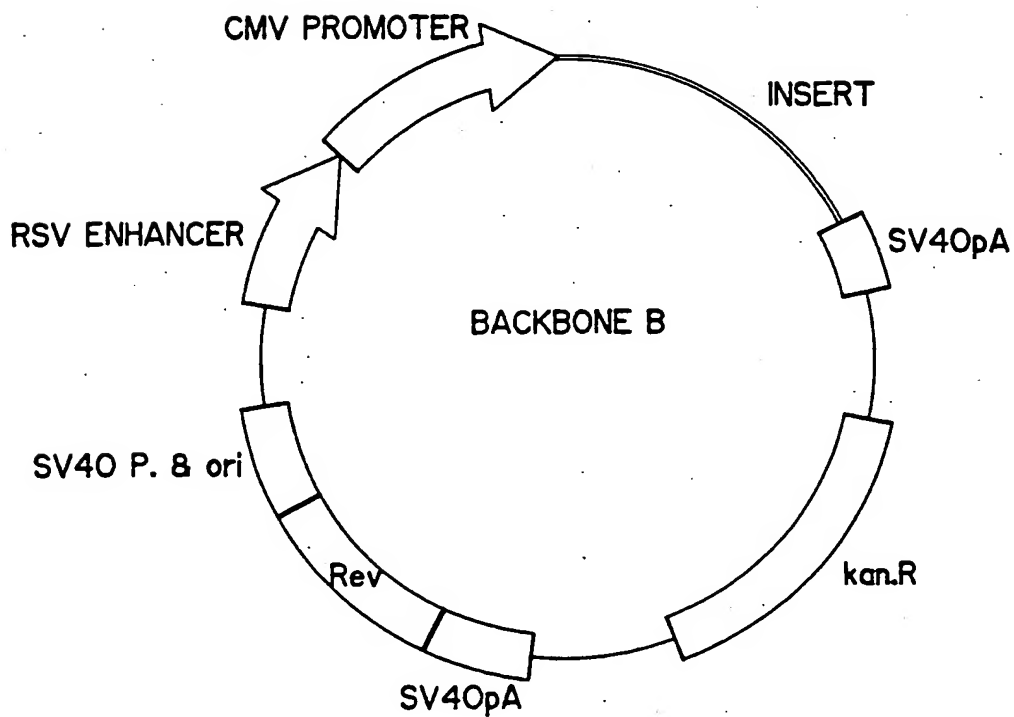 CMV PROMOTER
INSERT
RSV ENHANCER
SV40pA
BACKBONE B
SV40 P. & ori
Rev
kan.R
SV40pA